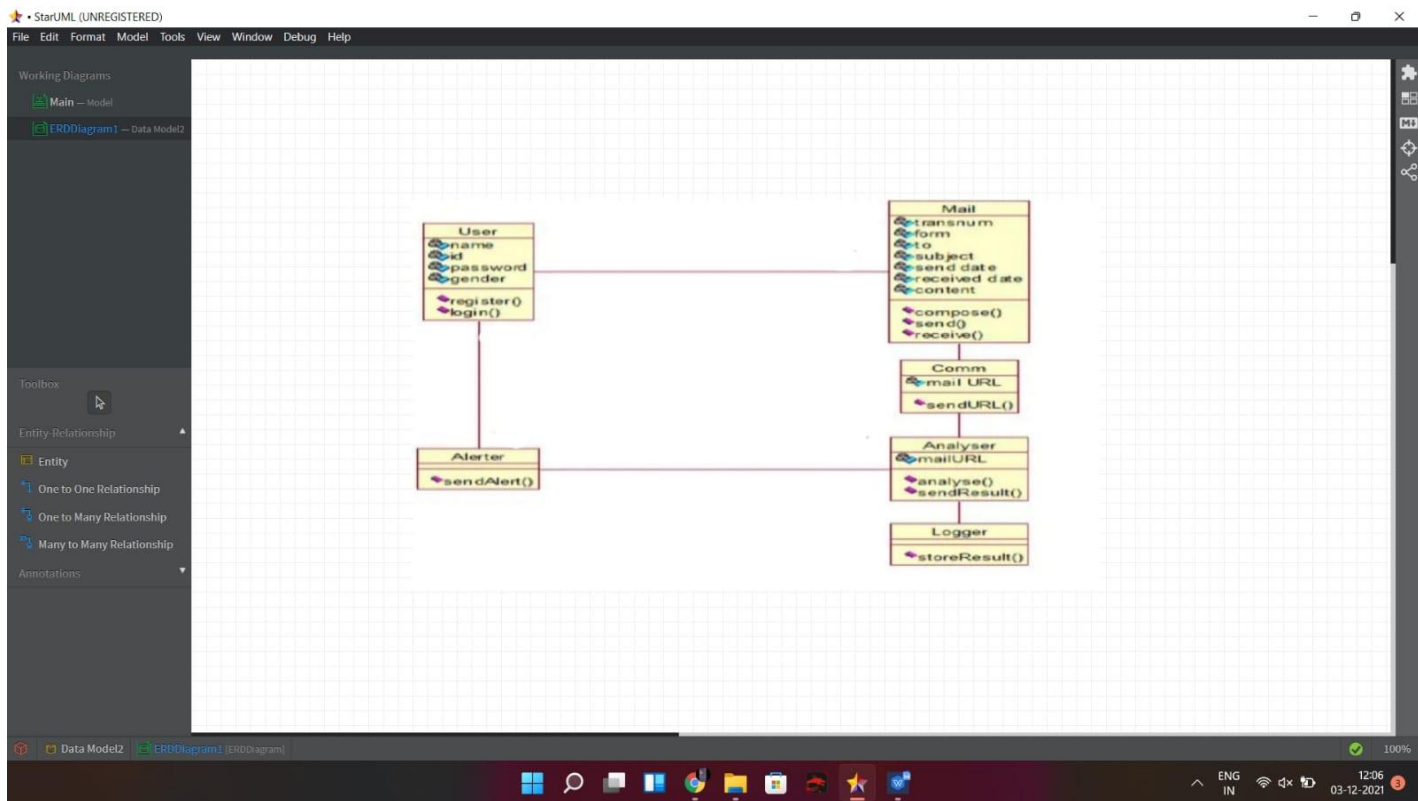 StarUML (UNREGISTERED)
File Edit Format Model Tools View Window Debug Help
Working Diagrams
Main — Model
ERDDiagram1 — Data Model2
Toolbox
Entity-Relationship
Entity
One to One Relationship
One to Many Relationship
Many to Many Relationship
Annotations
User
name
id
password
gender
register()
login()
Mail
transnum
form
to
subject
send date
received date
content
compose()
send()
receive()
Comm
mail URL
sendURL()
Alerter
sendAlert()
Analyser
mailURL
analyse()
sendResult()
Logger
storeResult()
M
Data Model2 ERDDiagram1 [ERDDiagram] 100%
ENG 12:06
IN 03-12-2021 3